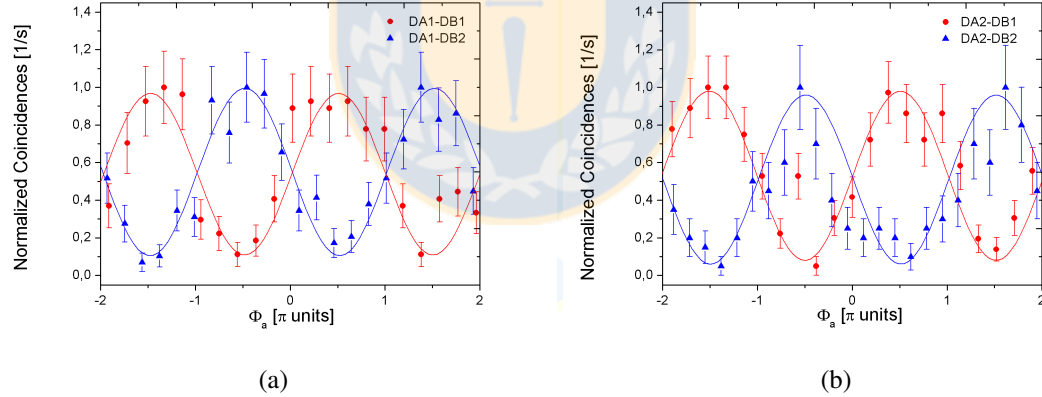 Normalized Coincidences [1/s]
1,4
1,2
1,0
0,8
0,6
0,4
0,2
0,0
-2
-1
0
1
2
Φa [π units]
DA1-DB1
DA1-DB2
(a)
Normalized Coincidences [1/s]
1,4
1,2
1,0
0,8
0,6
0,4
0,2
0,0
-2
-1
0
1
2
Φa [π units]
DA2-DB1
DA2-DB2
(b)